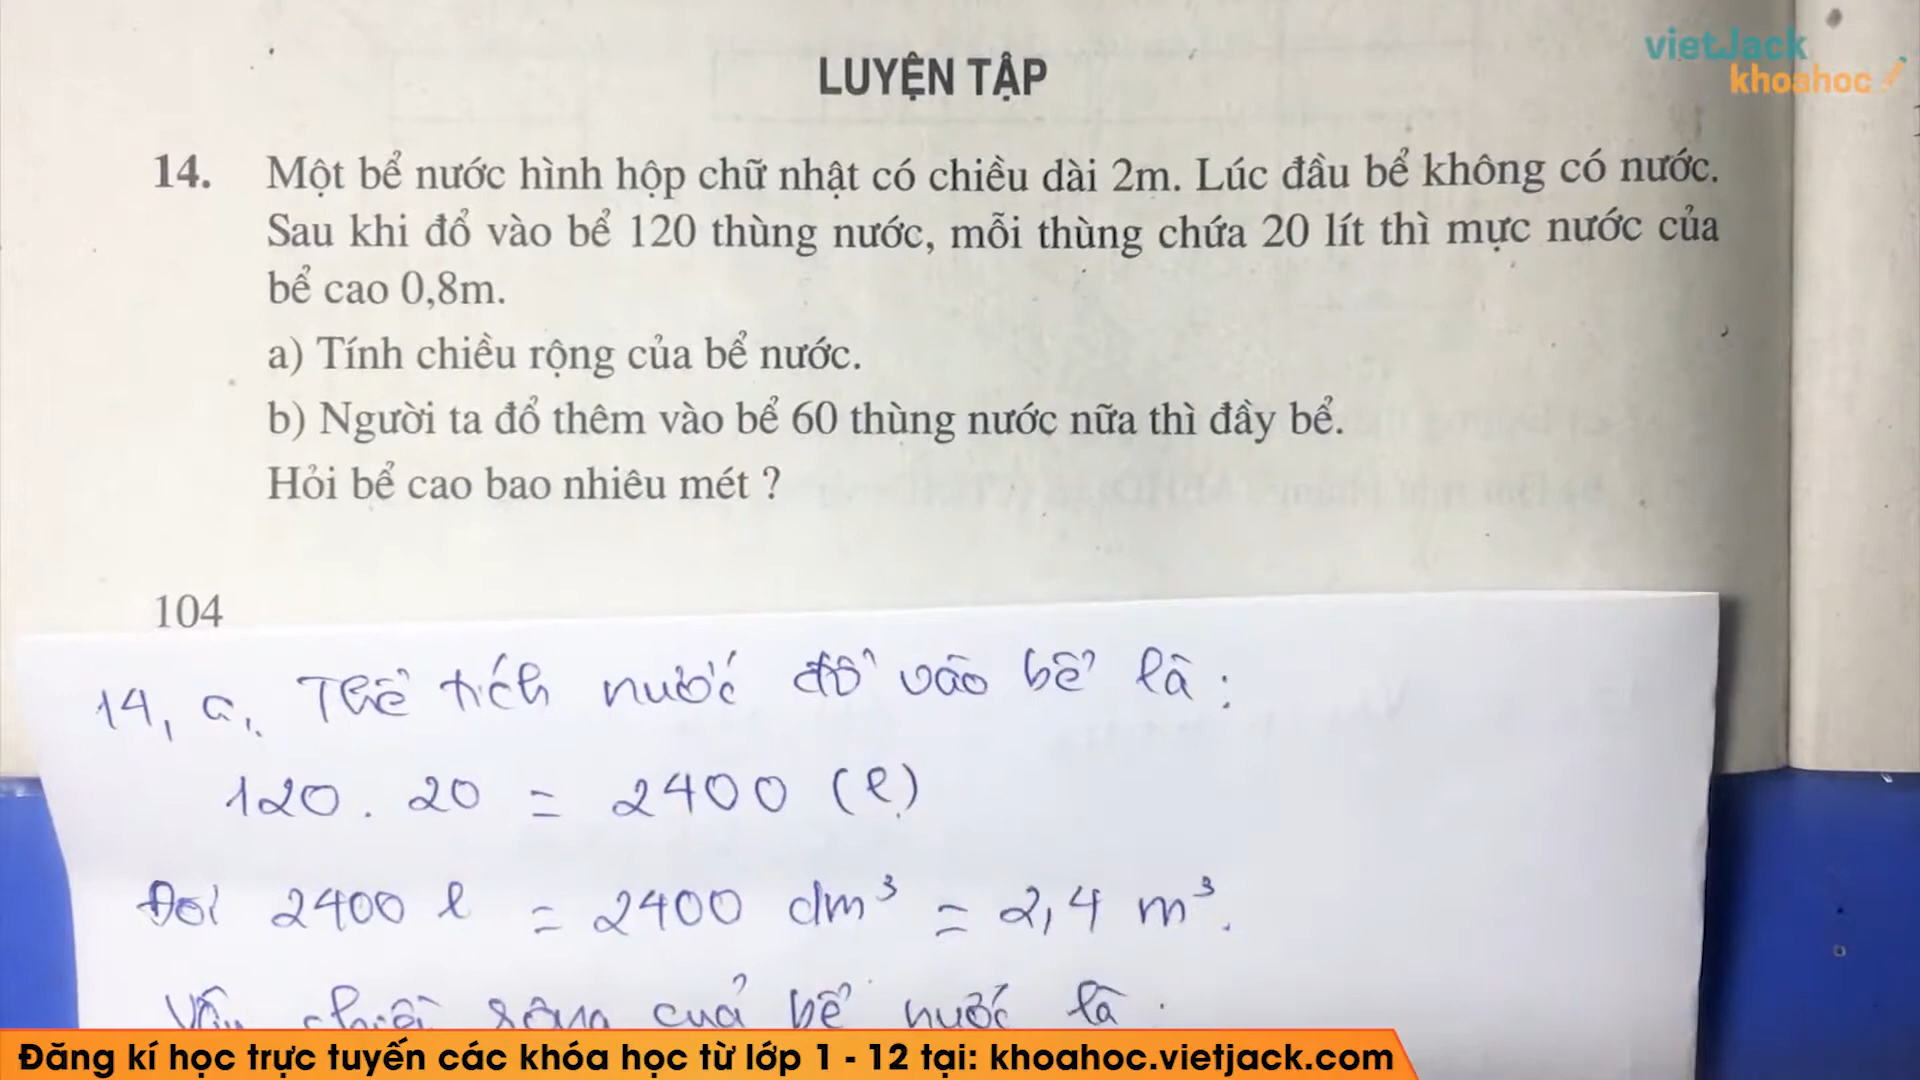 vietJack
khoahoc
LUYỆN TẬP
14. Một bể nước hình hộp chữ nhật có chiều dài 2m. Lúc đầu bể không có nước.
Sau khi đổ vào bể 120 thùng nước, mỗi thùng chứa 20 lít thì mực nước của
bể cao 0,8m.
a) Tính chiều rộng của bể nước.
b) Người ta đổ thêm vào bể 60 thùng nước nữa thì đầy bể.
Hỏi bể cao bao nhiêu mét ?
104
14, a, Thể tích nước đổ vào bể là:
120 . 20 = 2400 (l)
Đổi 2400 l = 2400 dm³ = 2,4 m³.
Vậy chiều rộng của bể nước là:
Đăng kí học trực tuyến các khóa học từ lớp 1 - 12 tại: khoahoc.vietjack.com